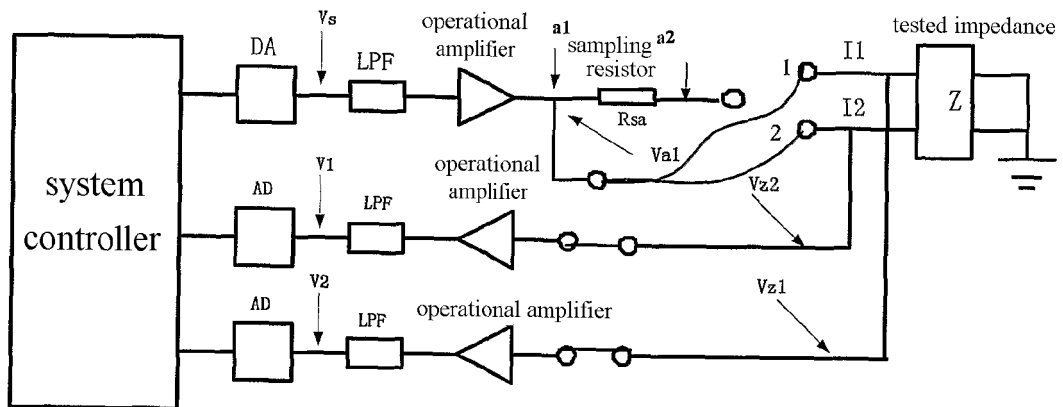 system
controller
DA
Vs
LPF
operational
amplifier
a1
sampling a2
resistor
Rsa
Va1
1
2
I1
I2
tested impedance
Z
AD
V1
LPF
operational
amplifier
Vz2
AD
V2
LPF
operational amplifier
Vz1